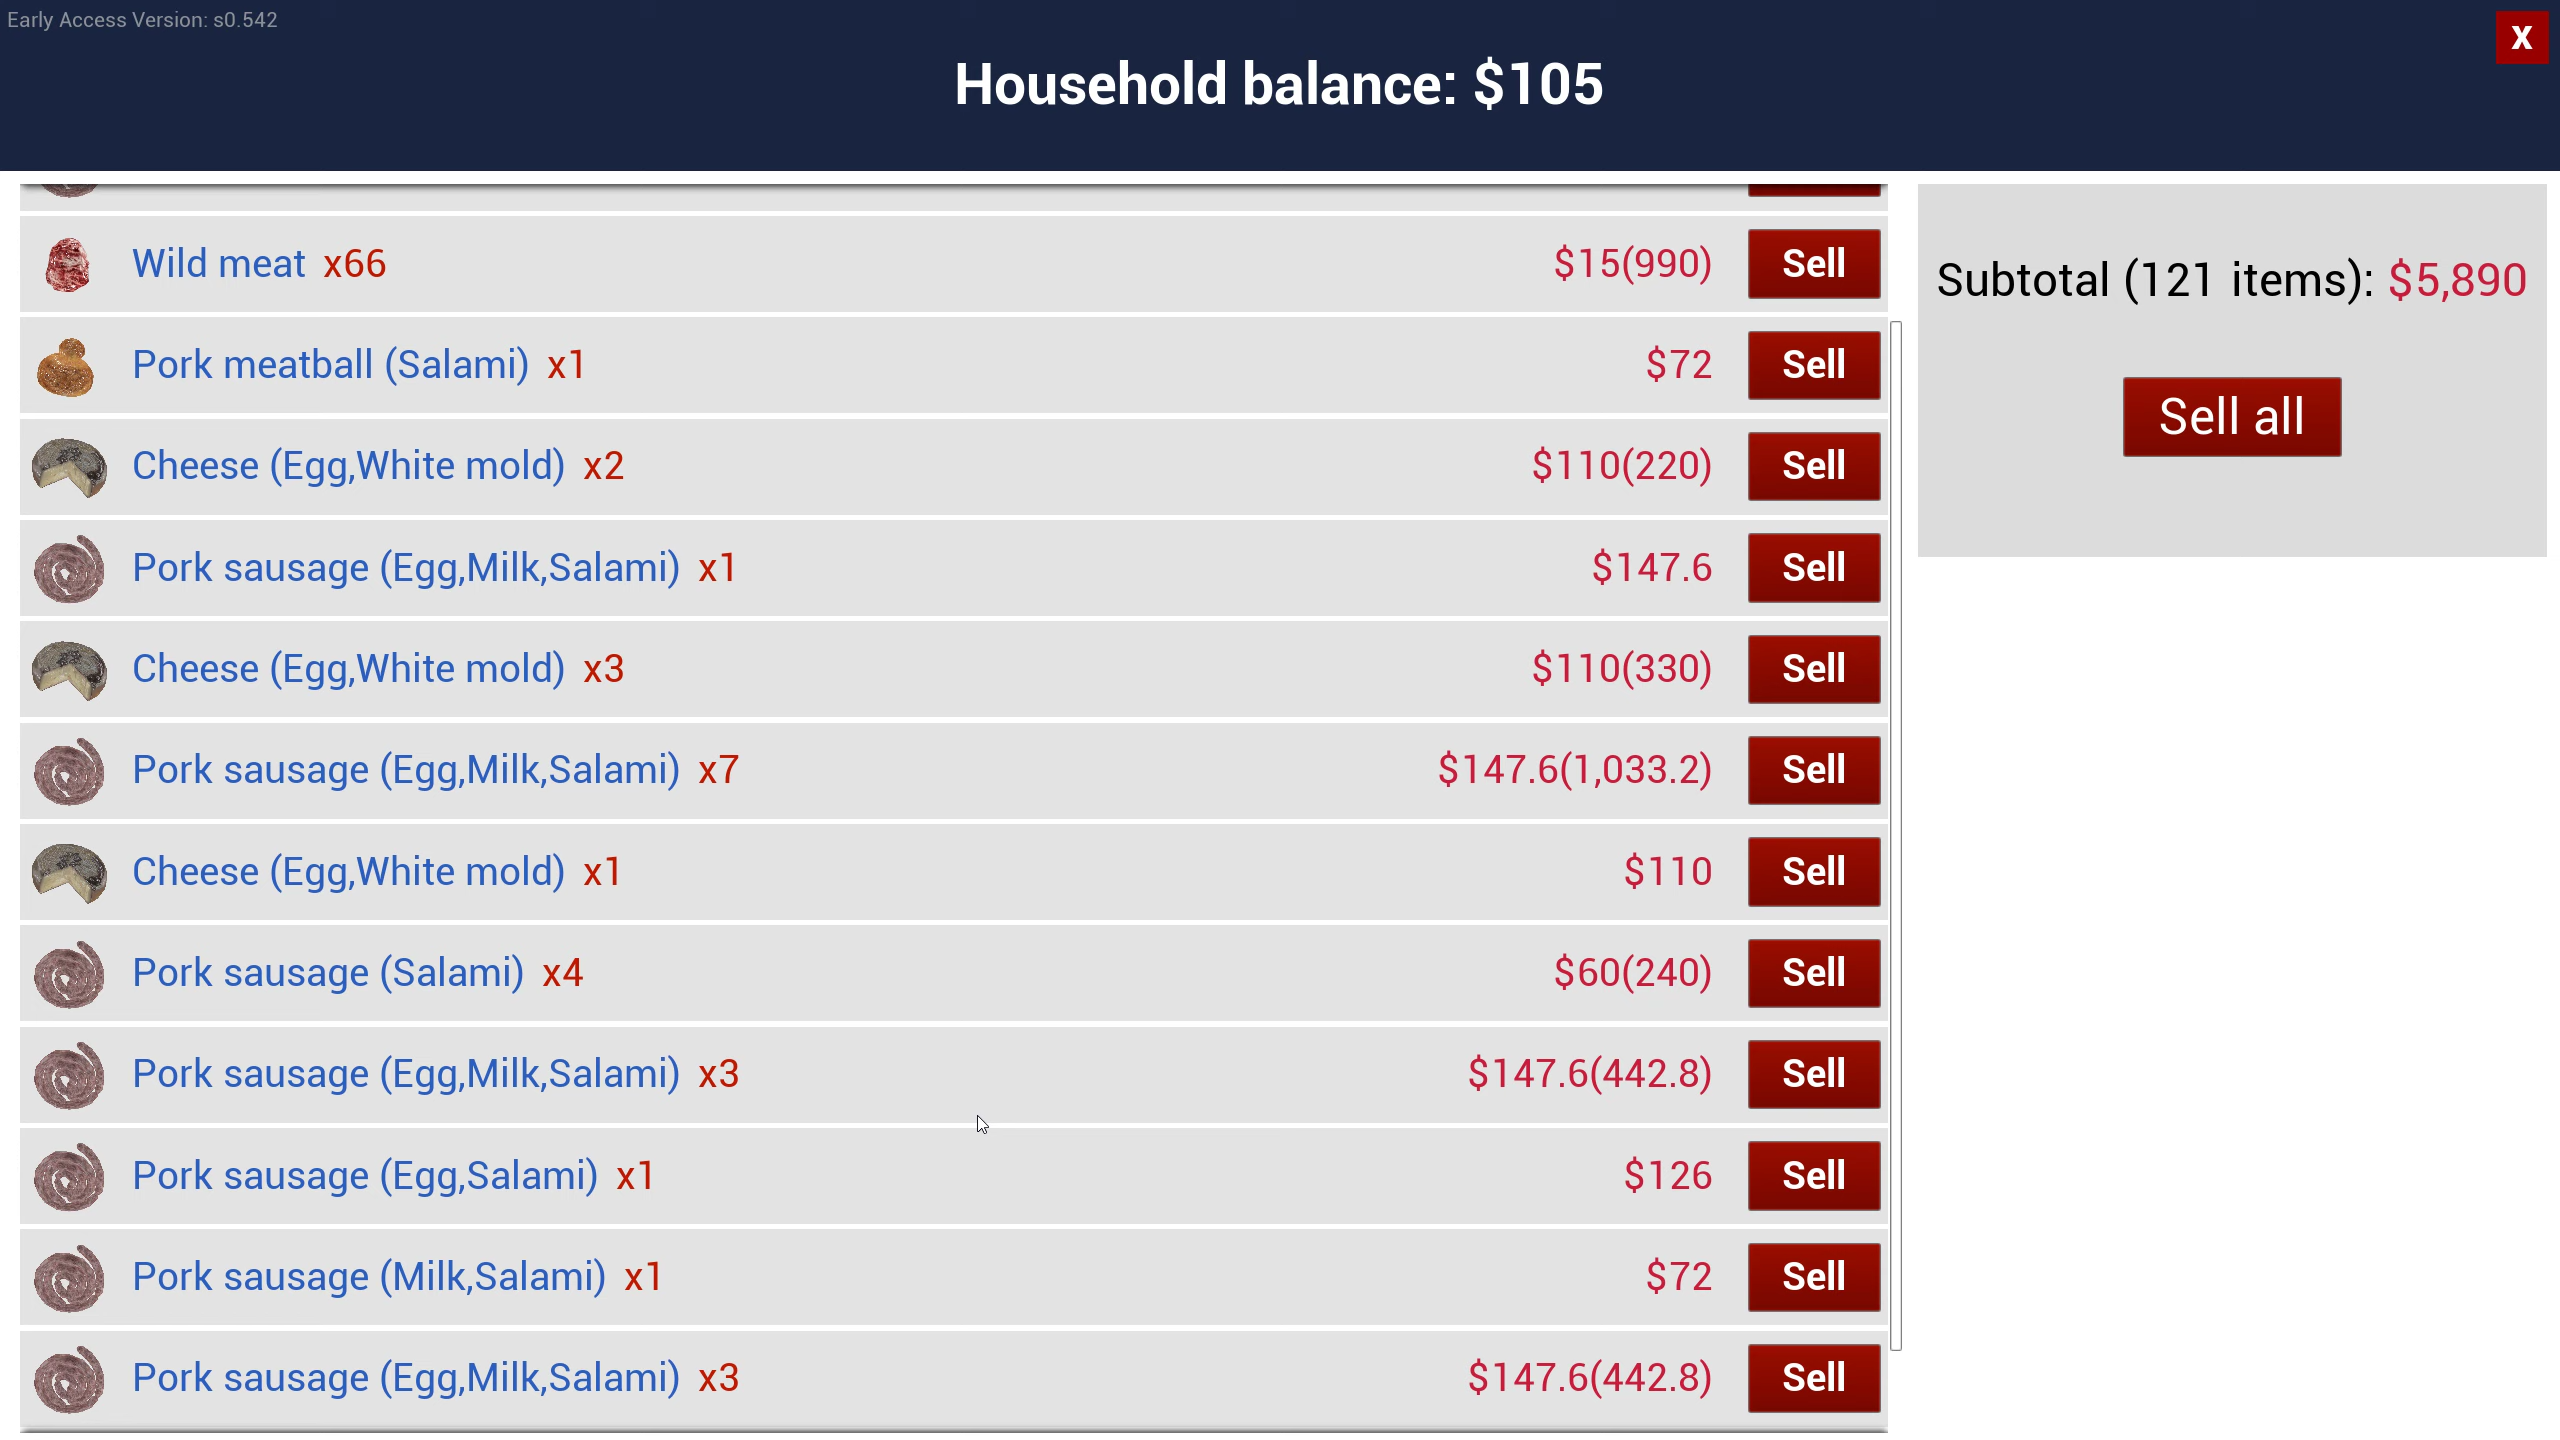 Early Access Version: s0.542
X
Household balance: $105
Wild meat x66 $15(990) Sell
Subtotal (121 items): $5,890
Pork meatball (Salami) x1 $72 Sell
Sell all
Cheese (Egg,White mold) x2 $110(220) Sell
Pork sausage (Egg,Milk,Salami) x1 $147.6 Sell
Cheese (Egg,White mold) x3 $110(330) Sell
Pork sausage (Egg,Milk,Salami) x7 $147.6(1,033.2) Sell
Cheese (Egg,White mold) x1 $110 Sell
Pork sausage (Salami) x4 $60(240) Sell
Pork sausage (Egg,Milk,Salami) x3 $147.6(442.8) Sell
Pork sausage (Egg,Salami) x1 $126 Sell
Pork sausage (Milk,Salami) x1 $72 Sell
Pork sausage (Egg,Milk,Salami) x3 $147.6(442.8) Sell